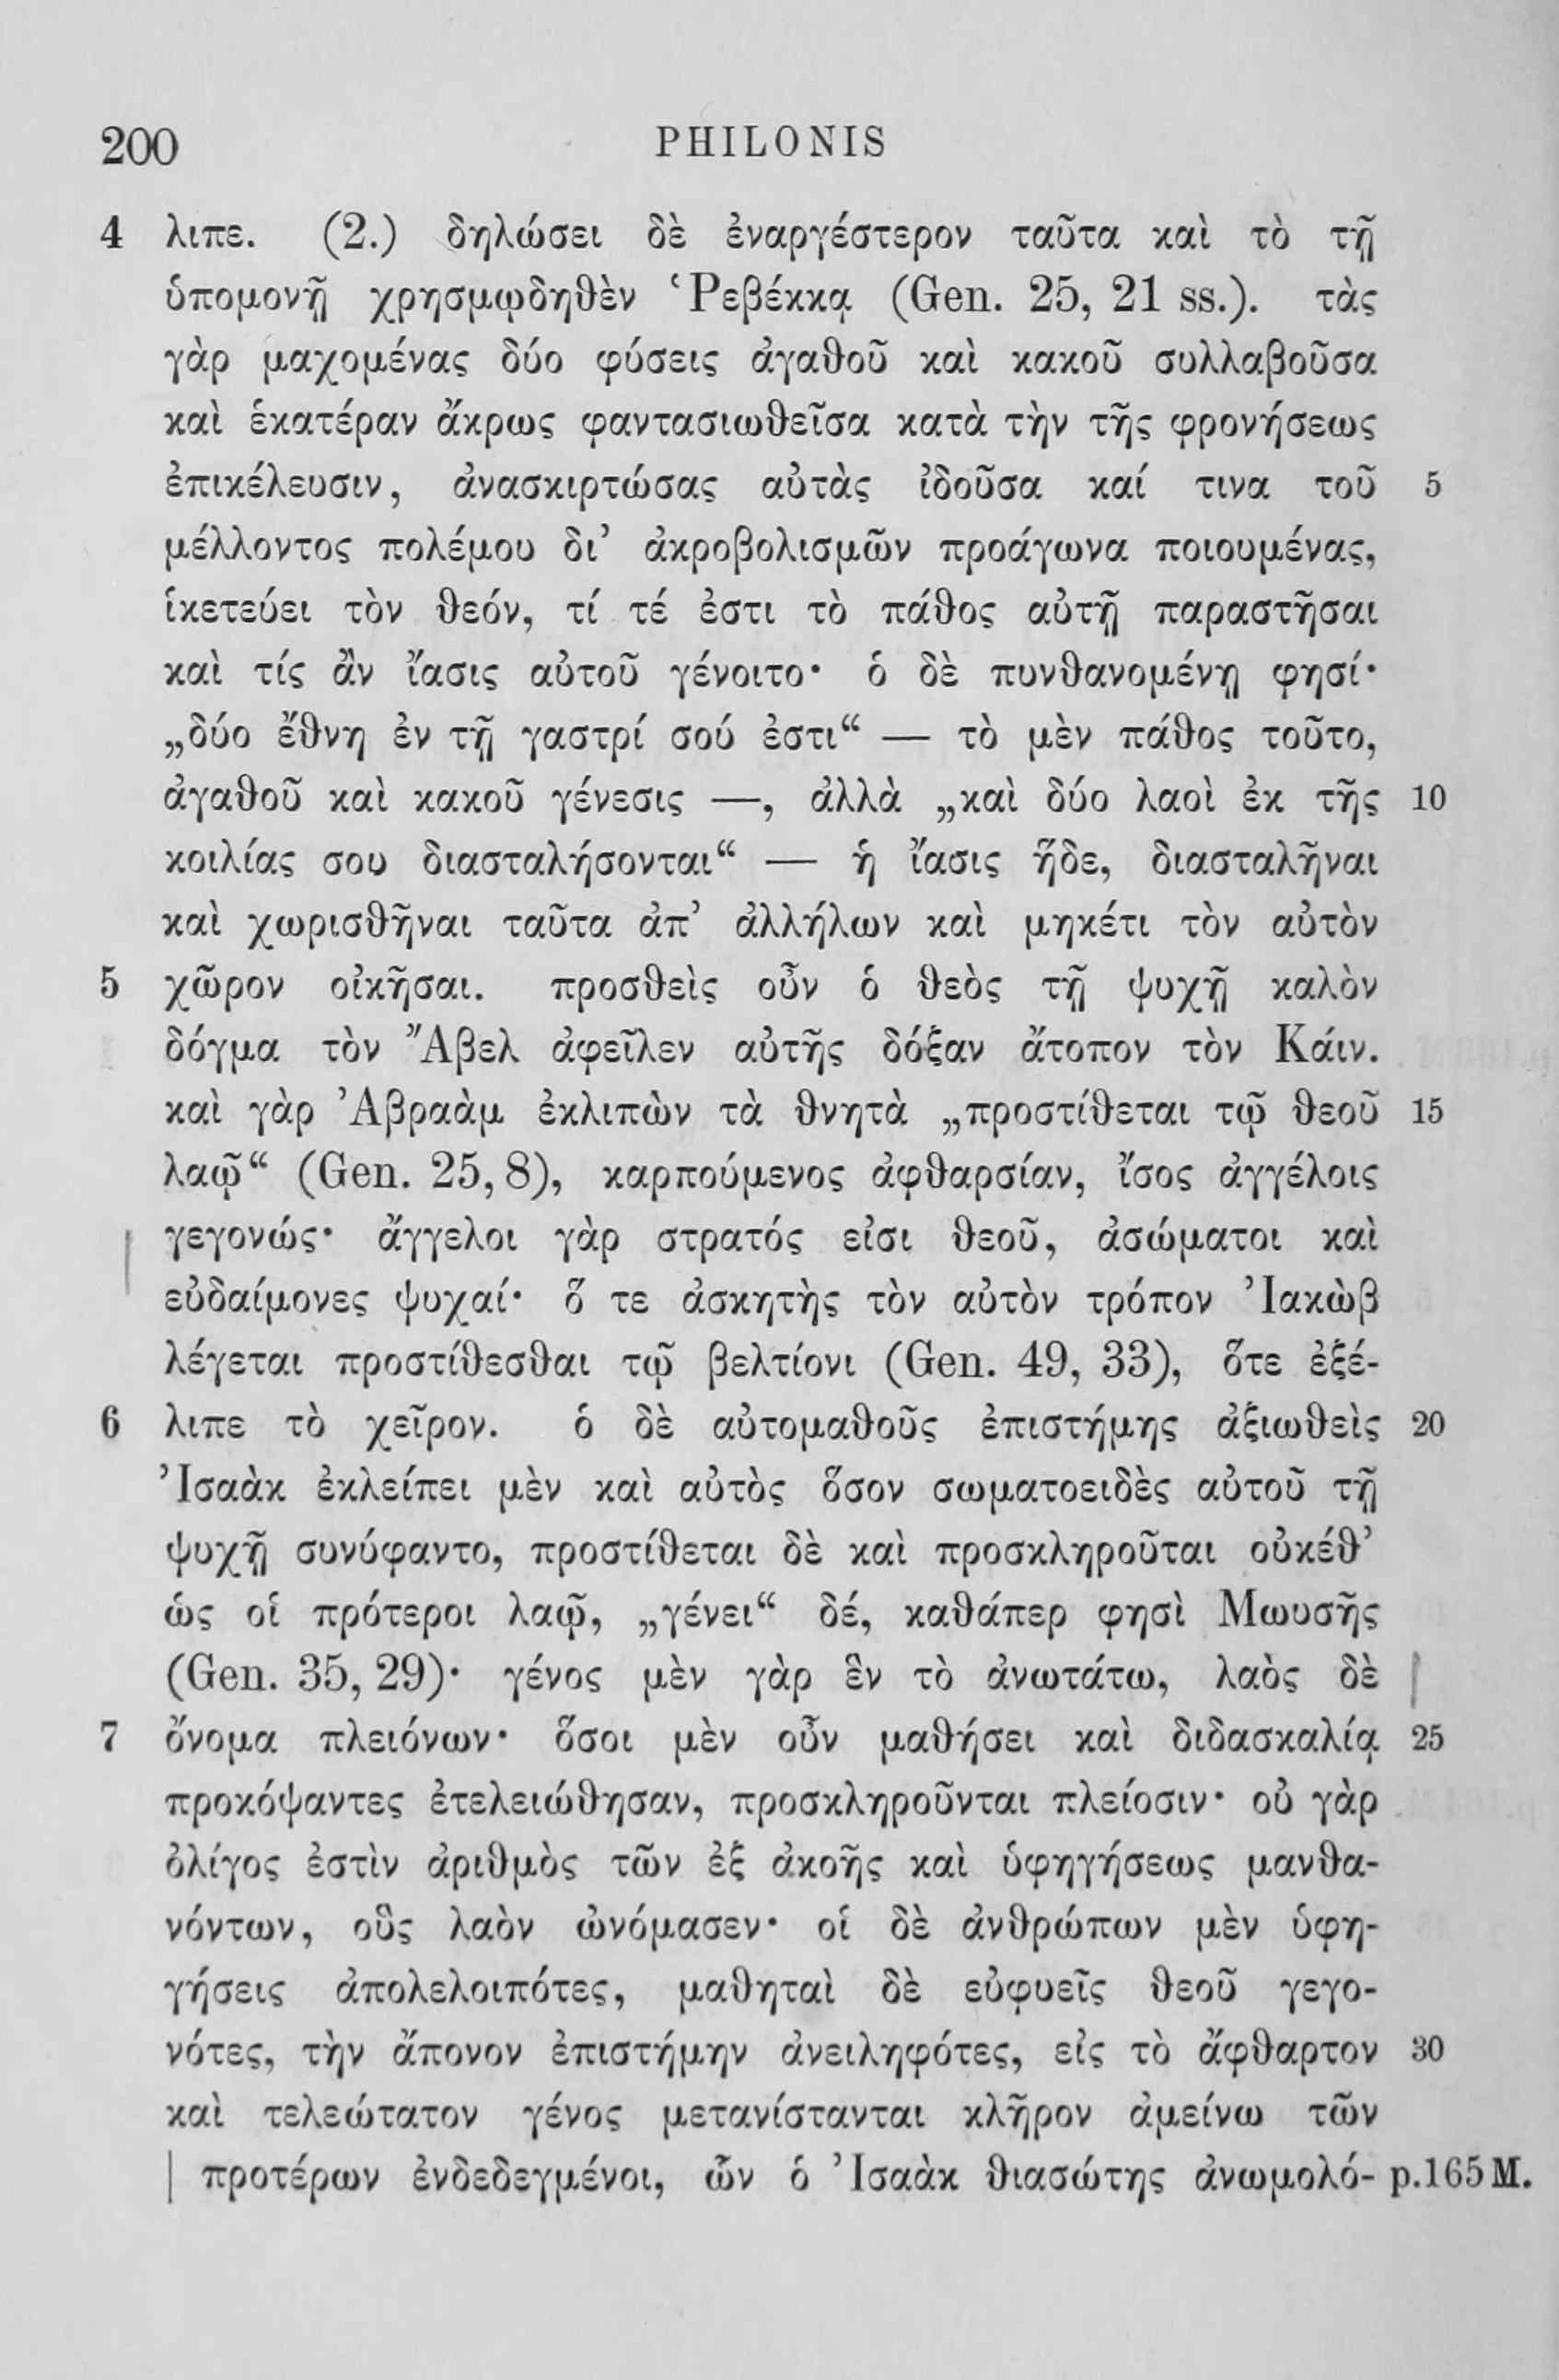 200 PHILONIS
4 λιπε. (2.) δηλώσει δὲ ἐναργέστερον ταῦτα καὶ τὸ τῇ
ὑπομονῇ χρησμῳδηθὲν Ῥεβέκκᾳ (Gen. 25, 21 ss.). τὰς
γὰρ μαχομένας δύο φύσεις ἀγαθοῦ καὶ κακοῦ συλλαβοῦσα
καὶ ἑκατέραν ἄκρως φαντασιωθεῖσα κατὰ τὴν τῆς φρονήσεως
ἐπικέλευσιν, ἀνασκιρτώσας αὐτὰς ἰδοῦσα καί τινα τοῦ 5
μέλλοντος πολέμου δι’ ἀκροβολισμῶν προάγωνα ποιουμένας,
ἱκετεύει τὸν θεόν, τί τέ ἐστι τὸ πάθος αὐτῇ παραστῆσαι
καὶ τίς ἂν ἴασις αὐτοῦ γένοιτο· ὁ δὲ πυνθανομένῃ φησί·
„δύο ἔθνη ἐν τῇ γαστρί σού ἐστι“ — τὸ μὲν πάθος τοῦτο,
ἀγαθοῦ καὶ κακοῦ γένεσις —, ἀλλὰ „καὶ δύο λαοὶ ἐκ τῆς 10
κοιλίας σου διασταλήσονται“ — ἡ ἴασις ἥδε, διασταλῆναι
καὶ χωρισθῆναι ταῦτα ἀπ’ ἀλλήλων καὶ μηκέτι τὸν αὐτὸν
5 χῶρον οἰκῆσαι. προσθεὶς οὖν ὁ θεὸς τῇ ψυχῇ καλὸν
δόγμα τὸν Ἄβελ ἀφεῖλεν αὐτῆς δόξαν ἄτοπον τὸν Κάιν.
καὶ γὰρ Ἀβραὰμ ἐκλιπὼν τὰ θνητὰ „προστίθεται τῷ θεοῦ 15
λαῷ“ (Gen. 25, 8), καρπούμενος ἀφθαρσίαν, ἴσος ἀγγέλοις
γεγονώς· ἄγγελοι γὰρ στρατός εἰσι θεοῦ, ἀσώματοι καὶ
εὐδαίμονες ψυχαί· ὅ τε ἀσκητὴς τὸν αὐτὸν τρόπον Ἰακὼβ
λέγεται προστίθεσθαι τῷ βελτίονι (Gen. 49, 33), ὅτε ἐξέ-
6 λιπε τὸ χεῖρον. ὁ δὲ αὐτομαθοῦς ἐπιστήμης ἀξιωθεὶς 20
Ἰσαὰκ ἐκλείπει μὲν καὶ αὐτὸς ὅσον σωματοειδὲς αὐτοῦ τῇ
ψυχῇ συνύφαντο, προστίθεται δὲ καὶ προσκληροῦται οὐκέθ’
ὡς οἱ πρότεροι λαῷ, „γένει“ δέ, καθάπερ φησὶ Μωυσῆς
(Gen. 35, 29)· γένος μὲν γὰρ ἓν τὸ ἀνωτάτω, λαὸς δὲ |
7 ὄνομα πλειόνων· ὅσοι μὲν οὖν μαθήσει καὶ διδασκαλίᾳ 25
προκόψαντες ἐτελειώθησαν, προσκληροῦνται πλείοσιν· οὐ γὰρ
ὀλίγος ἐστὶν ἀριθμὸς τῶν ἐξ ἀκοῆς καὶ ὑφηγήσεως μανθα-
νόντων, οὓς λαὸν ὠνόμασεν· οἱ δὲ ἀνθρώπων μὲν ὑφη-
γήσεις ἀπολελοιπότες, μαθηταὶ δὲ εὐφυεῖς θεοῦ γεγο-
νότες, τὴν ἄπονον ἐπιστήμην ἀνειληφότες, εἰς τὸ ἄφθαρτον 30
καὶ τελεώτατον γένος μετανίστανται κλῆρον ἀμείνω τῶν
| προτέρων ἐνδεδεγμένοι, ὧν ὁ Ἰσαὰκ θιασώτης ἀνωμολό- p.165 M.